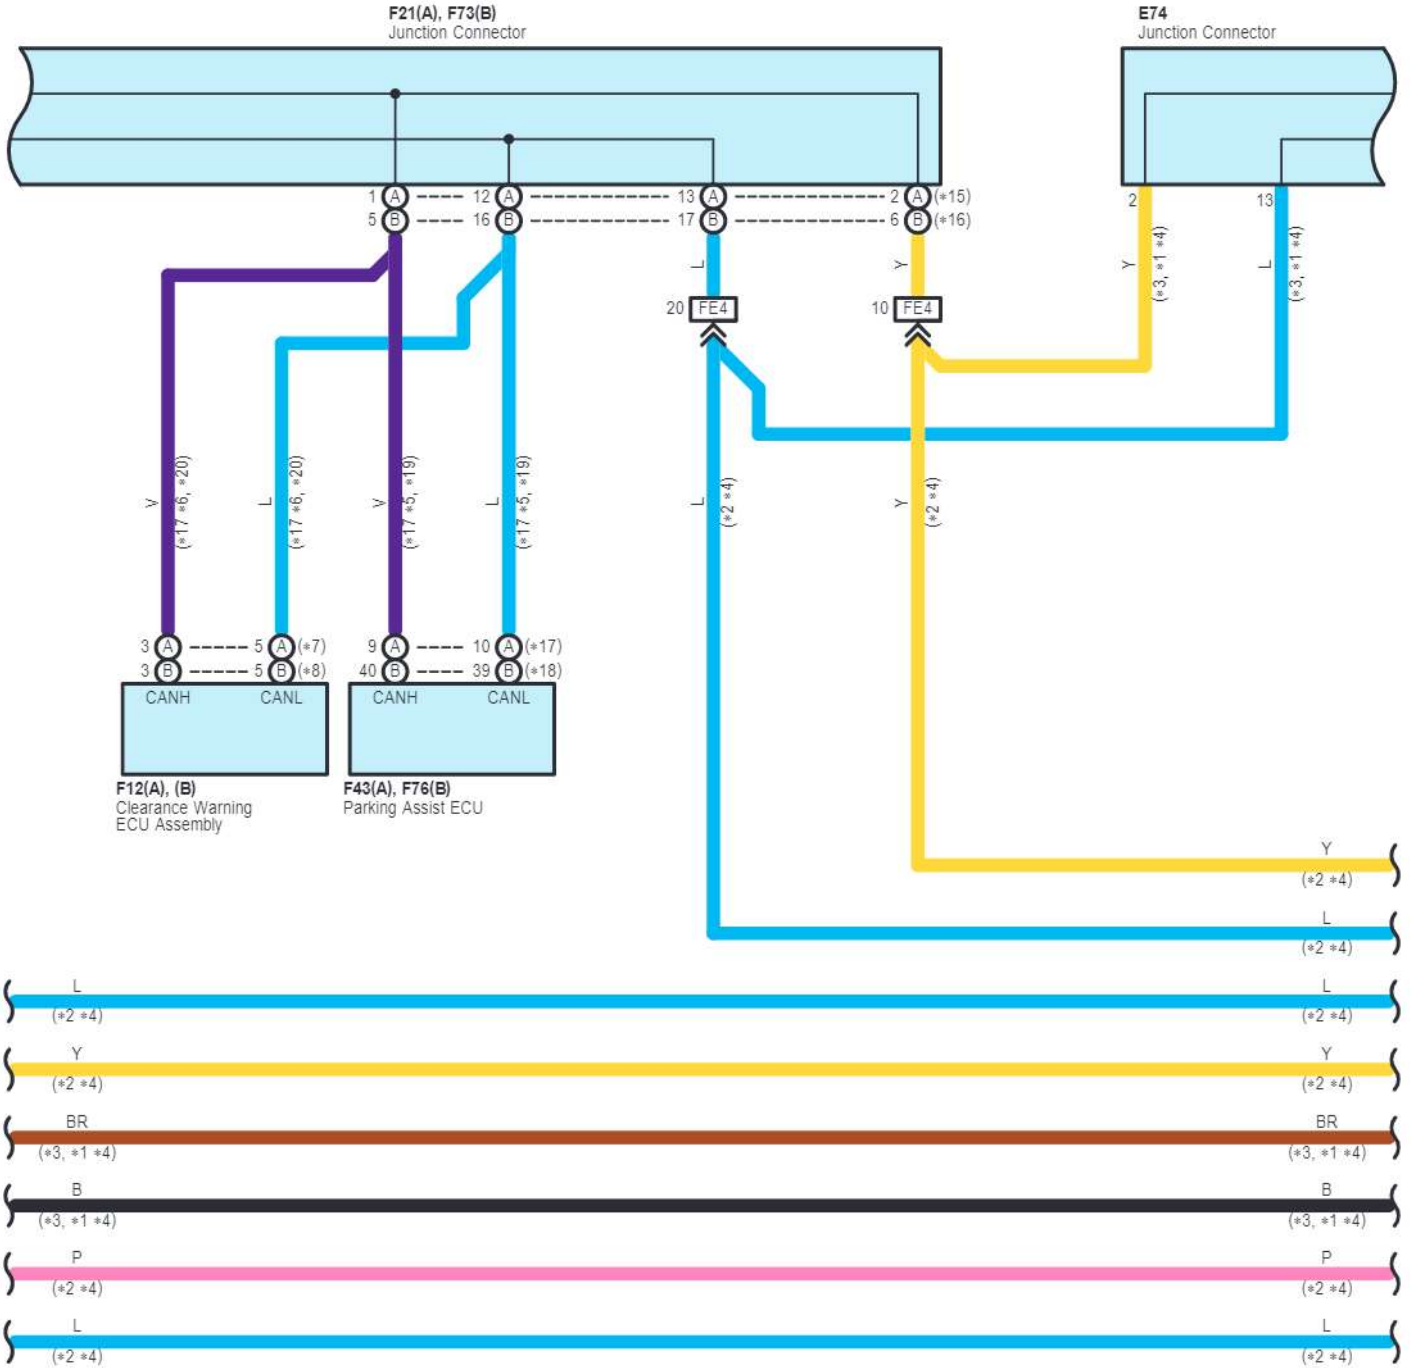 F21(A), F73(B)
Junction Connector
E74
Junction Connector
1 A 12 A 13 A 2 A (∗15)
5 B 16 B 17 B 6 B (∗16)
2 13
L
Y
Y
(∗3, ∗1 ∗4)
L
(∗3, ∗1 ∗4)
20 FE4
10 FE4
V
(∗17 ∗6, ∗20)
L
(∗17 ∗6, ∗20)
V
(∗17 ∗5, ∗19)
L
(∗17 ∗5, ∗19)
L
(∗2 ∗4)
Y
(∗2 ∗4)
3 A 5 A (∗7)
3 B 5 B (∗8)
9 A 10 A (∗17)
40 B 39 B (∗18)
CANH CANL
CANH CANL
F12(A), (B)
Clearance Warning
ECU Assembly
F43(A), F76(B)
Parking Assist ECU
Y
(∗2 ∗4)
L
(∗2 ∗4)
L L
(∗2 ∗4) (∗2 ∗4)
Y Y
(∗2 ∗4) (∗2 ∗4)
BR BR
(∗3, ∗1 ∗4) (∗3, ∗1 ∗4)
B B
(∗3, ∗1 ∗4) (∗3, ∗1 ∗4)
P P
(∗2 ∗4) (∗2 ∗4)
L L
(∗2 ∗4) (∗2 ∗4)